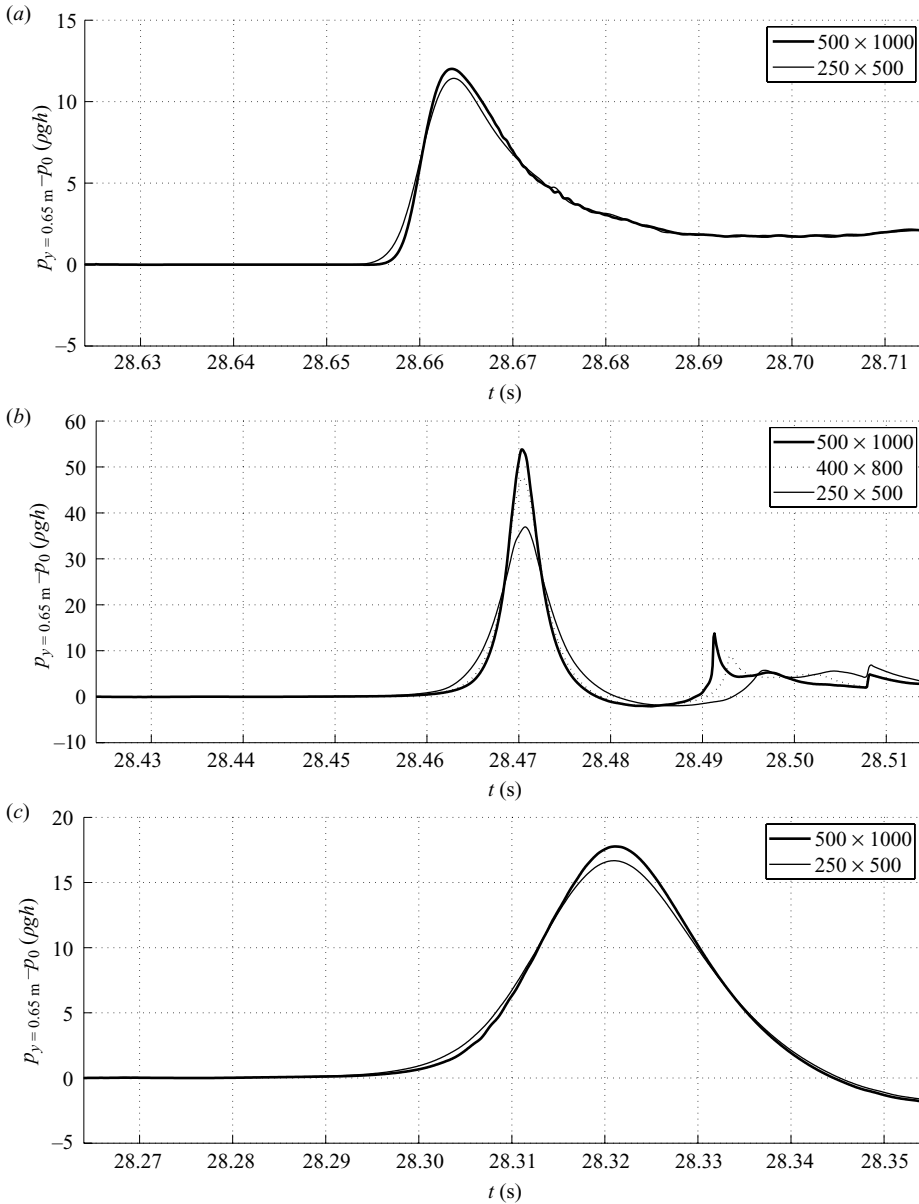 (a)
15
10
5
0
–5
p_y = 0.65 m –p_0 (ρgh)
500 × 1000
250 × 500
28.63 28.64 28.65 28.66 28.67 28.68 28.69 28.70 28.71
t (s)
(b)
60
50
40
30
20
10
0
–10
p_y = 0.65 m –p_0 (ρgh)
500 × 1000
400 × 800
250 × 500
28.43 28.44 28.45 28.46 28.47 28.48 28.49 28.50 28.51
t (s)
(c)
20
15
10
5
0
–5
p_y = 0.65 m –p_0 (ρgh)
500 × 1000
250 × 500
28.27 28.28 28.29 28.30 28.31 28.32 28.33 28.34 28.35
t (s)